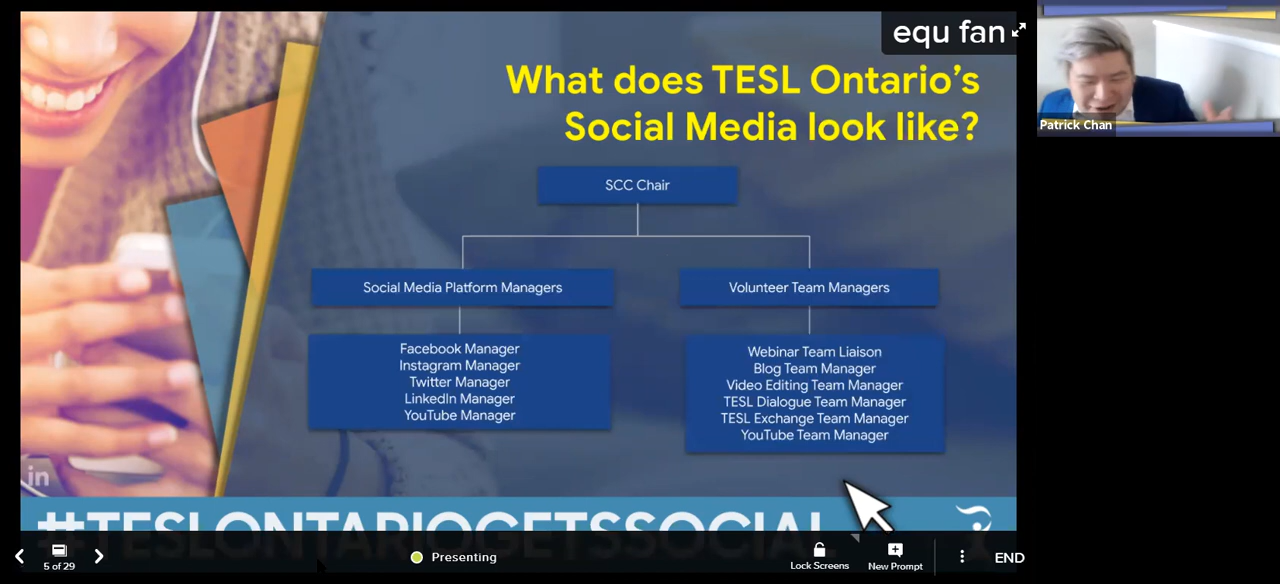 equ fan
What does TESL Ontario's
Social Media look like?
Patrick Chan
SCC Chair
Social Media Platform Managers
Volunteer Team Managers
Facebook Manager
Instagram Manager
Twitter Manager
LinkedIn Manager
YouTube Manager
Webinar Team Liaison
Blog Team Manager
Video Editing Team Manager
TESL Dialogue Team Manager
TESL Exchange Team Manager
YouTube Team Manager
in
#TESLONTARIOGETSSOCIAL
5 of 29
Presenting
Lock Screens
New Prompt
END